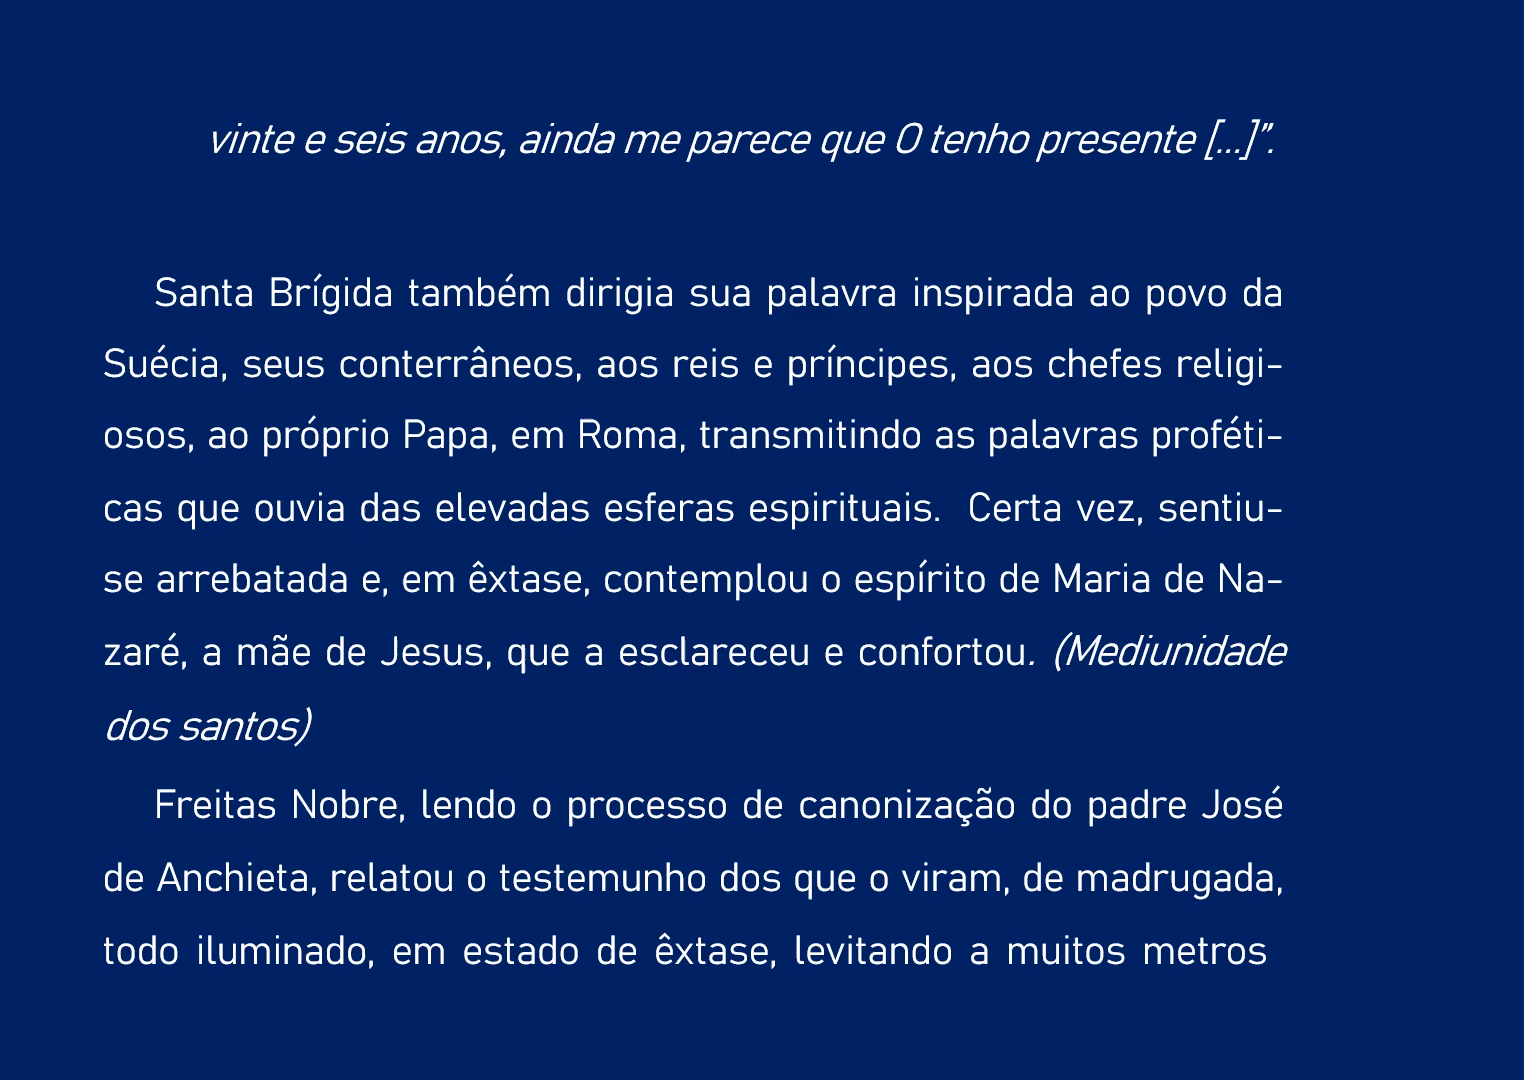 vinte e seis anos, ainda me parece que O tenho presente [...]”.
Santa Brígida também dirigia sua palavra inspirada ao povo da
Suécia, seus conterrâneos, aos reis e príncipes, aos chefes religi-
osos, ao próprio Papa, em Roma, transmitindo as palavras proféti-
cas que ouvia das elevadas esferas espirituais.  Certa vez, sentiu-
se arrebatada e, em êxtase, contemplou o espírito de Maria de Na-
zaré, a mãe de Jesus, que a esclareceu e confortou. (Mediunidade
dos santos)
Freitas Nobre, lendo o processo de canonização do padre José
de Anchieta, relatou o testemunho dos que o viram, de madrugada,
todo iluminado, em estado de êxtase, levitando a muitos metros